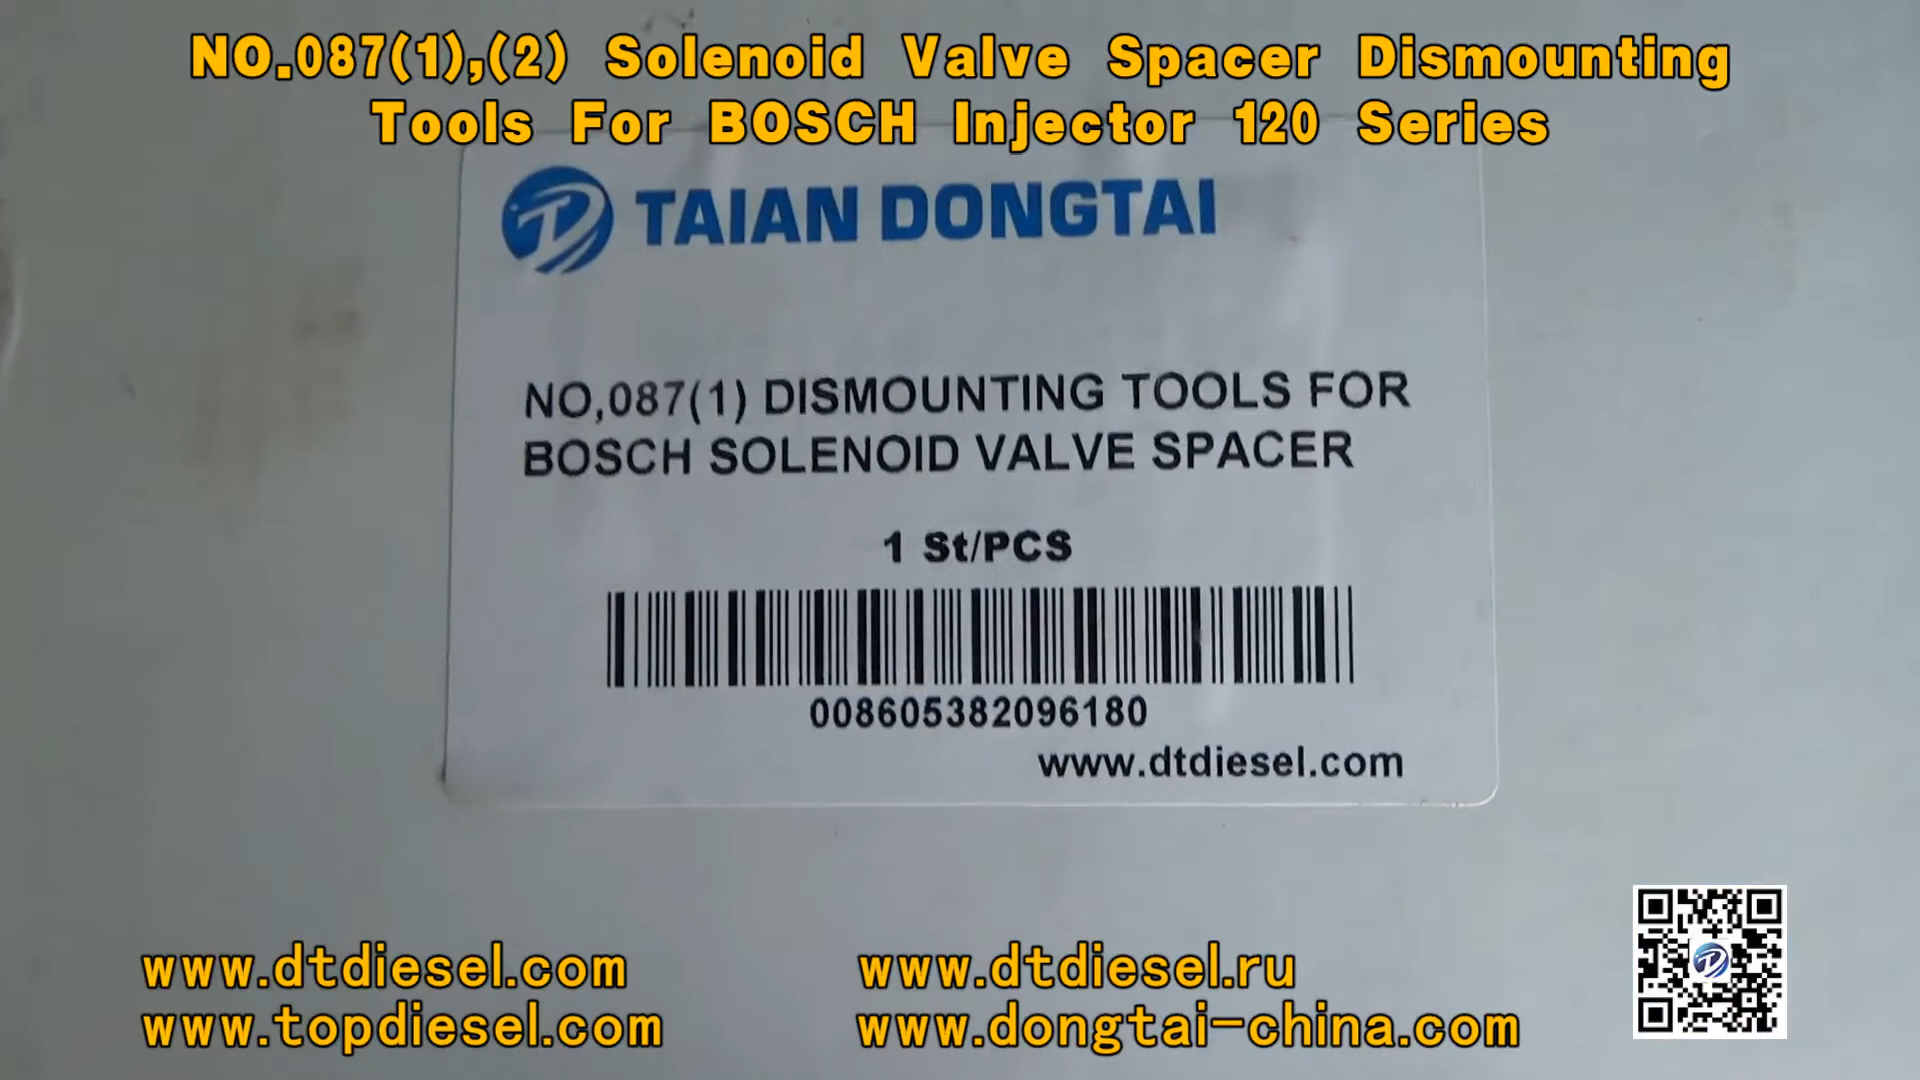 NO.087(1),(2) Solenoid Valve Spacer Dismounting
Tools For BOSCH Injector 120 Series
TAIAN DONGTAI
NO,087(1) DISMOUNTING TOOLS FOR
BOSCH SOLENOID VALVE SPACER
1 St/PCS
008605382096180
www.dtdiesel.com
www.dtdiesel.com
www.dtdiesel.ru
www.topdiesel.com
www.dongtai-china.com